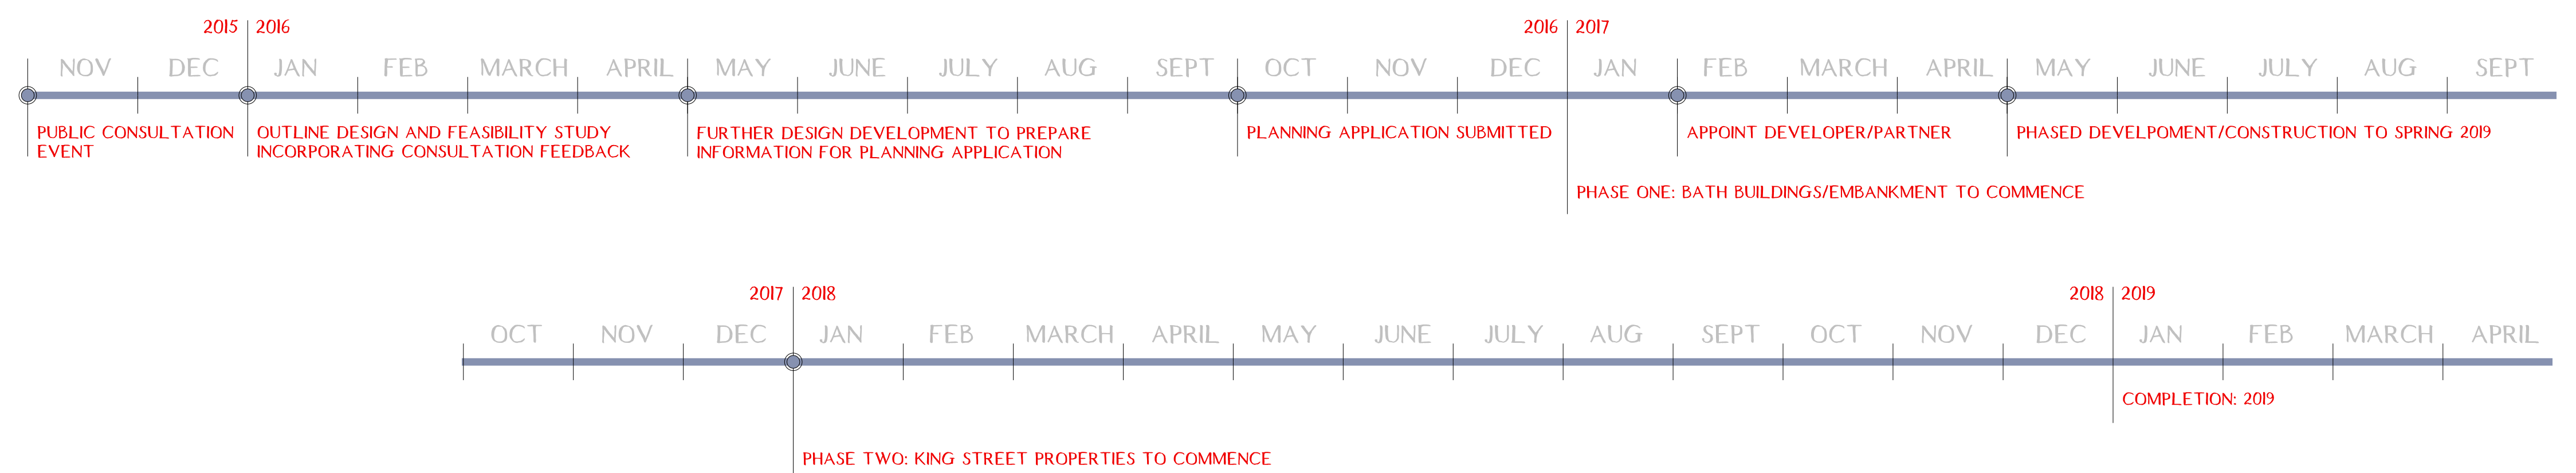 2015 2016 2016 2017
NOV DEC JAN FEB MARCH APRIL MAY JUNE JULY AUG SEPT OCT NOV DEC JAN FEB MARCH APRIL MAY JUNE JULY AUG SEPT
PUBLIC CONSULTATION
EVENT
OUTLINE DESIGN AND FEASIBILITY STUDY
INCORPORATING CONSULTATION FEEDBACK
FURTHER DESIGN DEVELOPMENT TO PREPARE
INFORMATION FOR PLANNING APPLICATION
PLANNING APPLICATION SUBMITTED
APPOINT DEVELOPER/PARTNER
PHASED DEVELPOMENT/CONSTRUCTION TO SPRING 2019
PHASE ONE: BATH BUILDINGS/EMBANKMENT TO COMMENCE
2017 2018 2018 2019
OCT NOV DEC JAN FEB MARCH APRIL MAY JUNE JULY AUG SEPT OCT NOV DEC JAN FEB MARCH APRIL
COMPLETION: 2019
PHASE TWO: KING STREET PROPERTIES TO COMMENCE